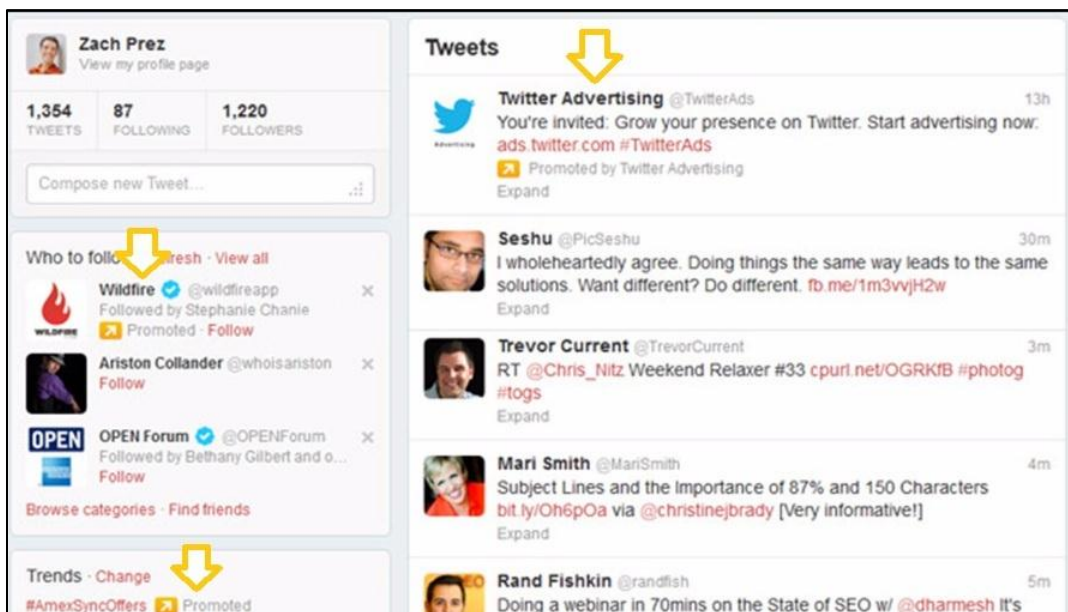 Zach Prez
View my profile page
1,354
TWEETS
87
FOLLOWING
1,220
FOLLOWERS
Compose new Tweet...
Who to follo resh · View all
Wildfire @wildfireapp
Followed by Stephanie Chanie
Promoted · Follow
WILDFIRE
Ariston Collander @whoisariston
Follow
OPEN
OPEN Forum @OPENForum
Followed by Bethany Gilbert and o...
Follow
Browse categories · Find friends
Trends · Change
#AmexSyncOffers Promoted
Tweets
Twitter Advertising @TwitterAds 13h
You're invited: Grow your presence on Twitter. Start advertising now:
ads.twitter.com #TwitterAds
Advertising
Promoted by Twitter Advertising
Expand
Seshu @PicSeshu 30m
I wholeheartedly agree. Doing things the same way leads to the same
solutions. Want different? Do different. fb.me/1m3vvjH2w
Expand
Trevor Current @TrevorCurrent 3m
RT @Chris_Nitz Weekend Relaxer #33 cpurl.net/OGRKfB #photog
#togs
Expand
Mari Smith @MariSmith 4m
Subject Lines and the Importance of 87% and 150 Characters
bit.ly/Oh6pOa via @christinejbrady [Very informative!]
Expand
Rand Fishkin @randfish 5m
Doing a webinar in 70mins on the State of SEO w/ @dharmesh It's